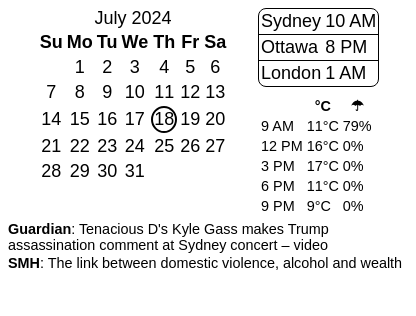 July 2024
Su Mo Tu We Th Fr Sa
1 2 3 4 5 6
7 8 9 10 11 12 13
14 15 16 17 18 19 20
21 22 23 24 25 26 27
28 29 30 31
Sydney 10 AM
Ottawa 8 PM
London 1 AM
°C ☂
9 AM 11°C 79%
12 PM 16°C 0%
3 PM 17°C 0%
6 PM 11°C 0%
9 PM 9°C 0%
Guardian: Tenacious D's Kyle Gass makes Trump
assassination comment at Sydney concert – video
SMH: The link between domestic violence, alcohol and wealth